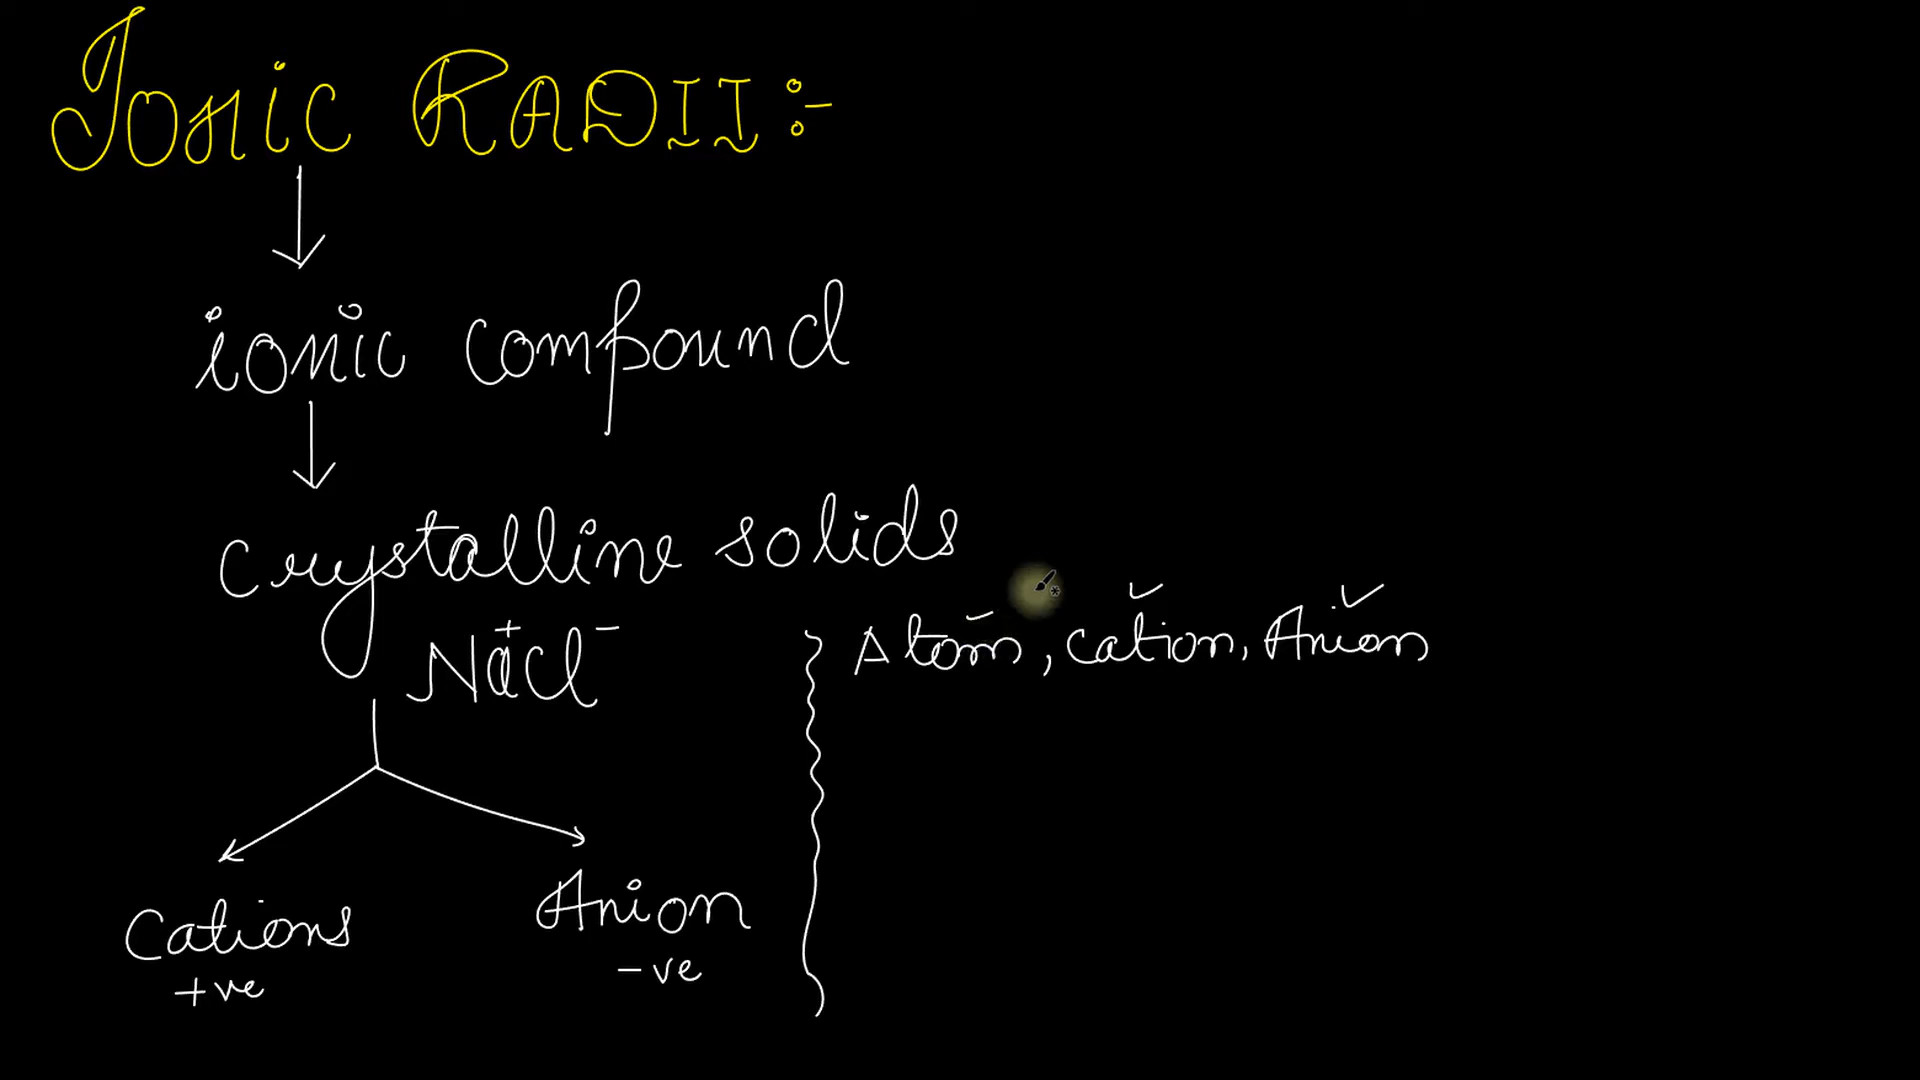 Ionic RADII :-
ionic compound
crystalline solids
Na⁺Cl⁻
Cations
+ve
Anion
-ve
Atom, cation, Anion